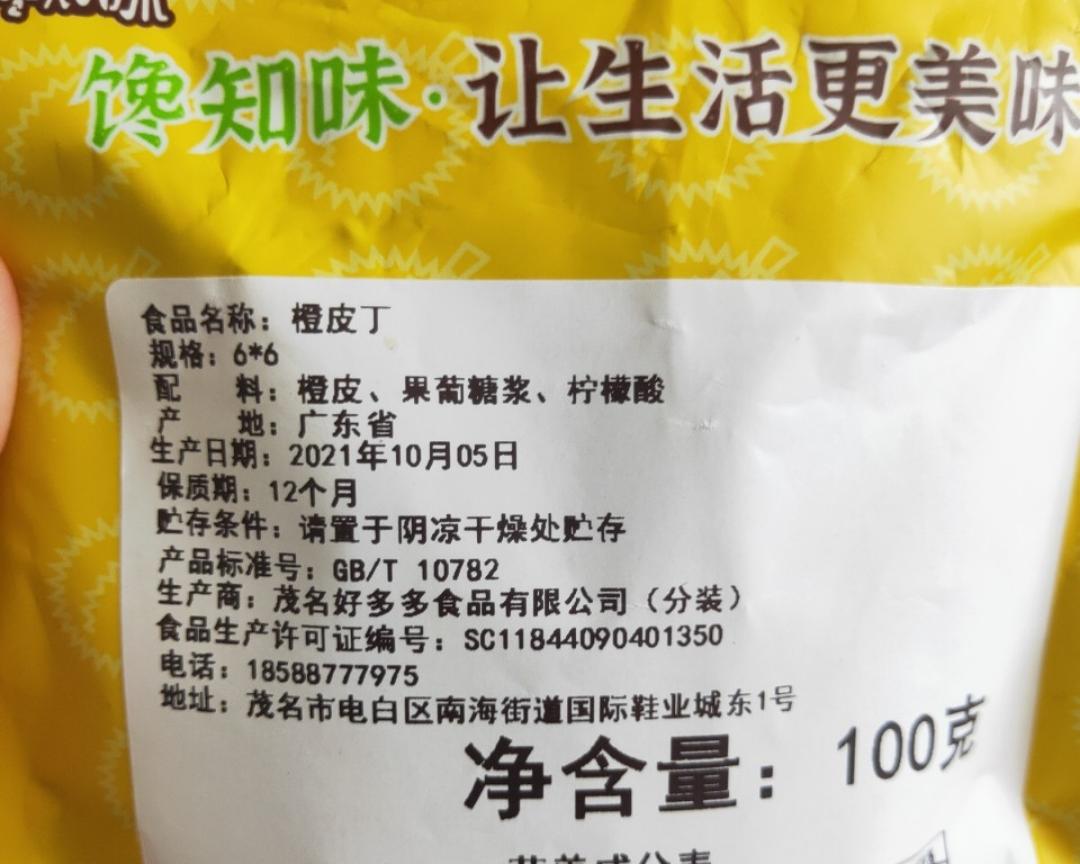 馋知味·让生活更美味
食品名称：橙皮丁
规格：6*6
配料：橙皮、果葡糖浆、柠檬酸
产地：广东省
生产日期：2021年10月05日
保质期：12个月
贮存条件：请置于阴凉干燥处贮存
产品标准号：GB/T 10782
生产商：茂名好多多食品有限公司（分装）
食品生产许可证编号：SC11844090401350
电话：18588777975
地址：茂名市电白区南海街道国际鞋业城东1号
净含量：100克